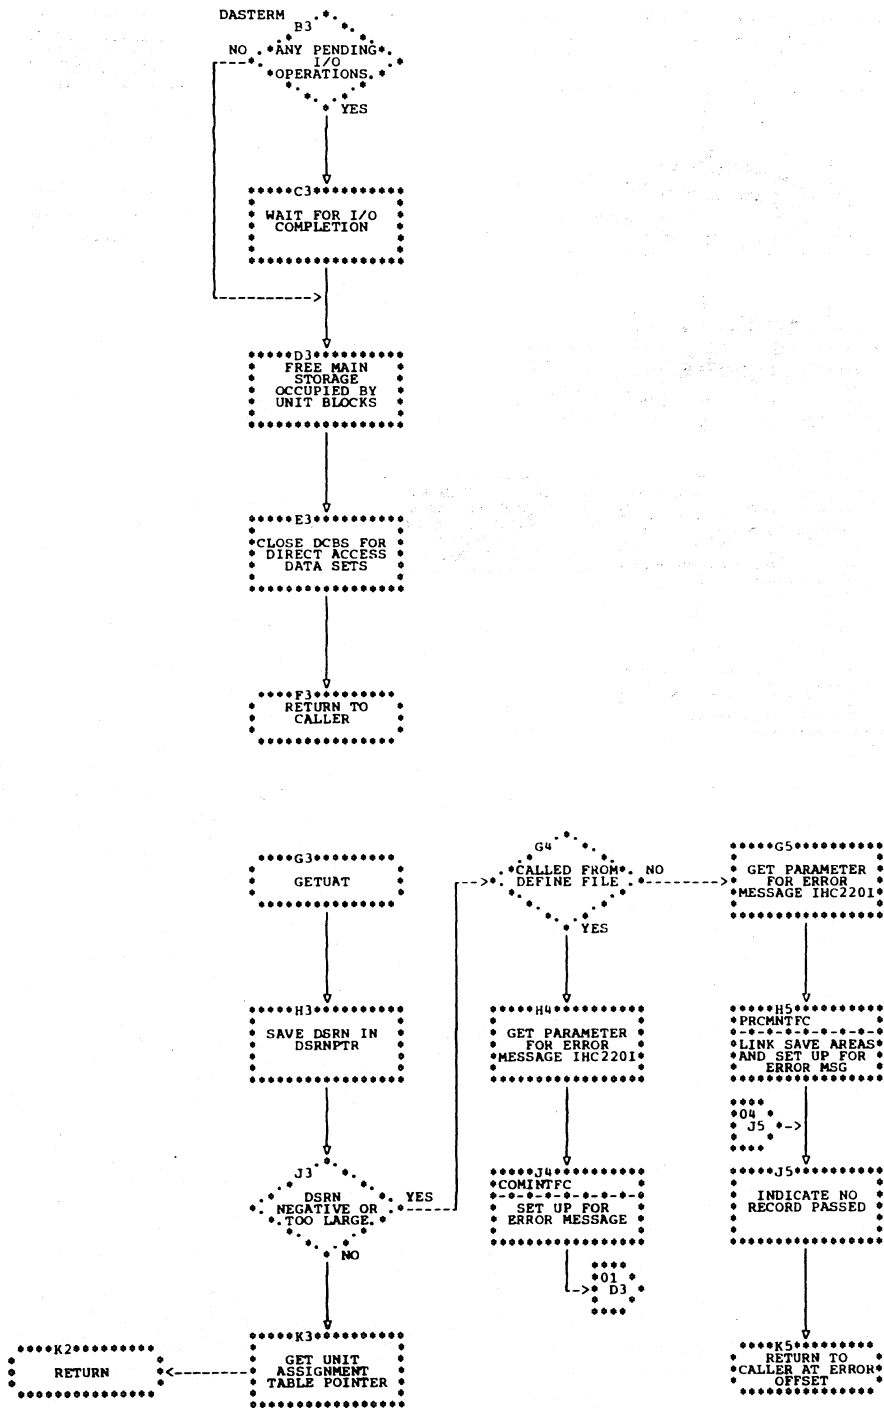 DASTERM
B3
NO
ANY PENDING
I/O
OPERATIONS.
YES
C3
WAIT FOR I/O
COMPLETION
D3
FREE MAIN
STORAGE
OCCUPIED BY
UNIT BLOCKS
E3
CLOSE DCBS FOR
DIRECT ACCESS
DATA SETS
F3
RETURN TO
CALLER
G3
GETUAT
H3
SAVE DSRN IN
DSRNPTR
J3
DSRN
NEGATIVE OR
TOO LARGE.
YES
NO
K3
GET UNIT
ASSIGNMENT
TABLE POINTER
K2
RETURN
G4
CALLED FROM
DEFINE FILE
NO
YES
H4
GET PARAMETER
FOR ERROR
MESSAGE IHC220I
J4
COMINTFC
SET UP FOR
ERROR MESSAGE
01
D3
G5
GET PARAMETER
FOR ERROR
MESSAGE IHC220I
H5
PRCMNTFC
LINK SAVE AREAS
AND SET UP FOR
ERROR MSG
04
J5
J5
INDICATE NO
RECORD PASSED
K5
RETURN TO
CALLER AT ERROR
OFFSET